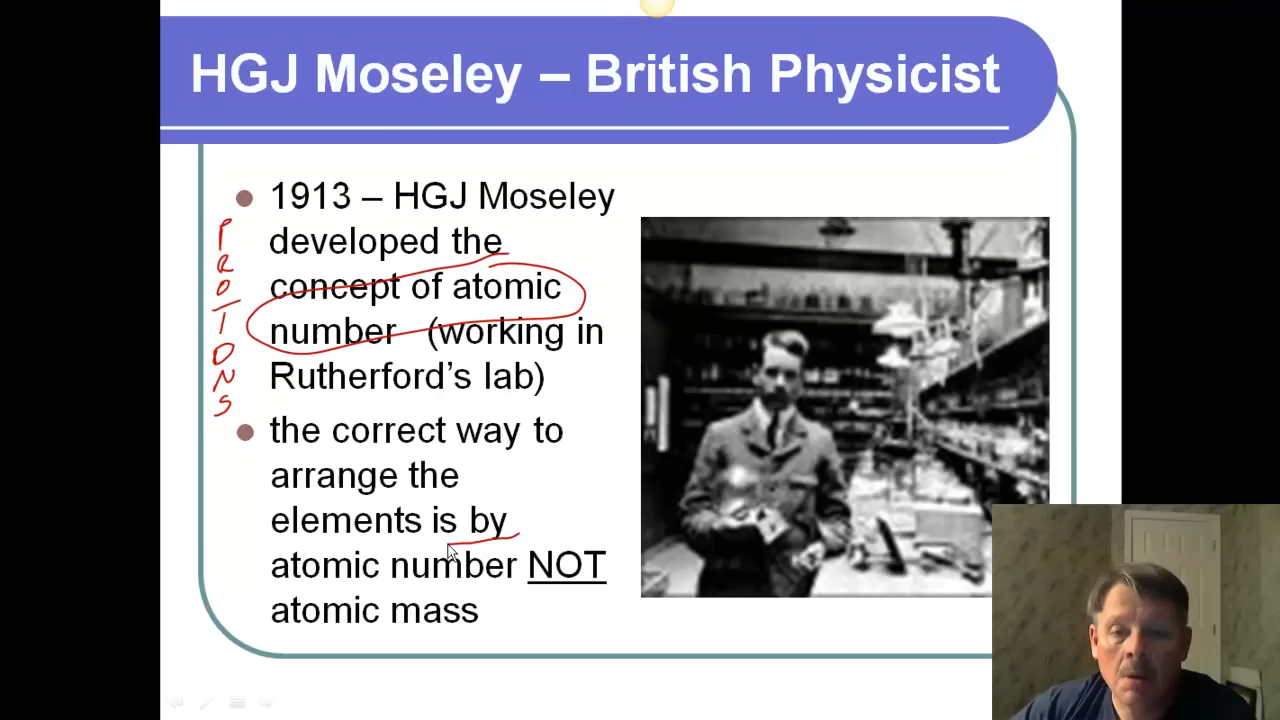 HGJ Moseley – British Physicist
1913 – HGJ Moseley
developed the
concept of atomic
number (working in
Rutherford's lab)
the correct way to
arrange the
elements is by
atomic number NOT
atomic mass
PROTONS